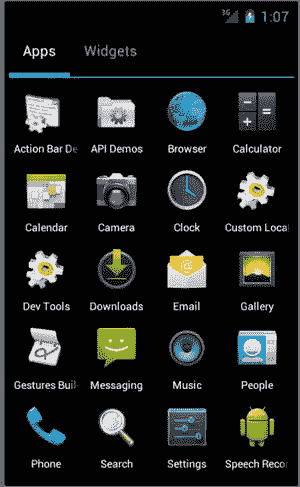 3G 1:07
Apps Widgets
Action Bar De API Demos Browser Calculator
Calendar Camera Clock Custom Loca
Dev Tools Downloads Email Gallery
Gestures Buil Messaging Music People
Phone Search Settings Speech Recor